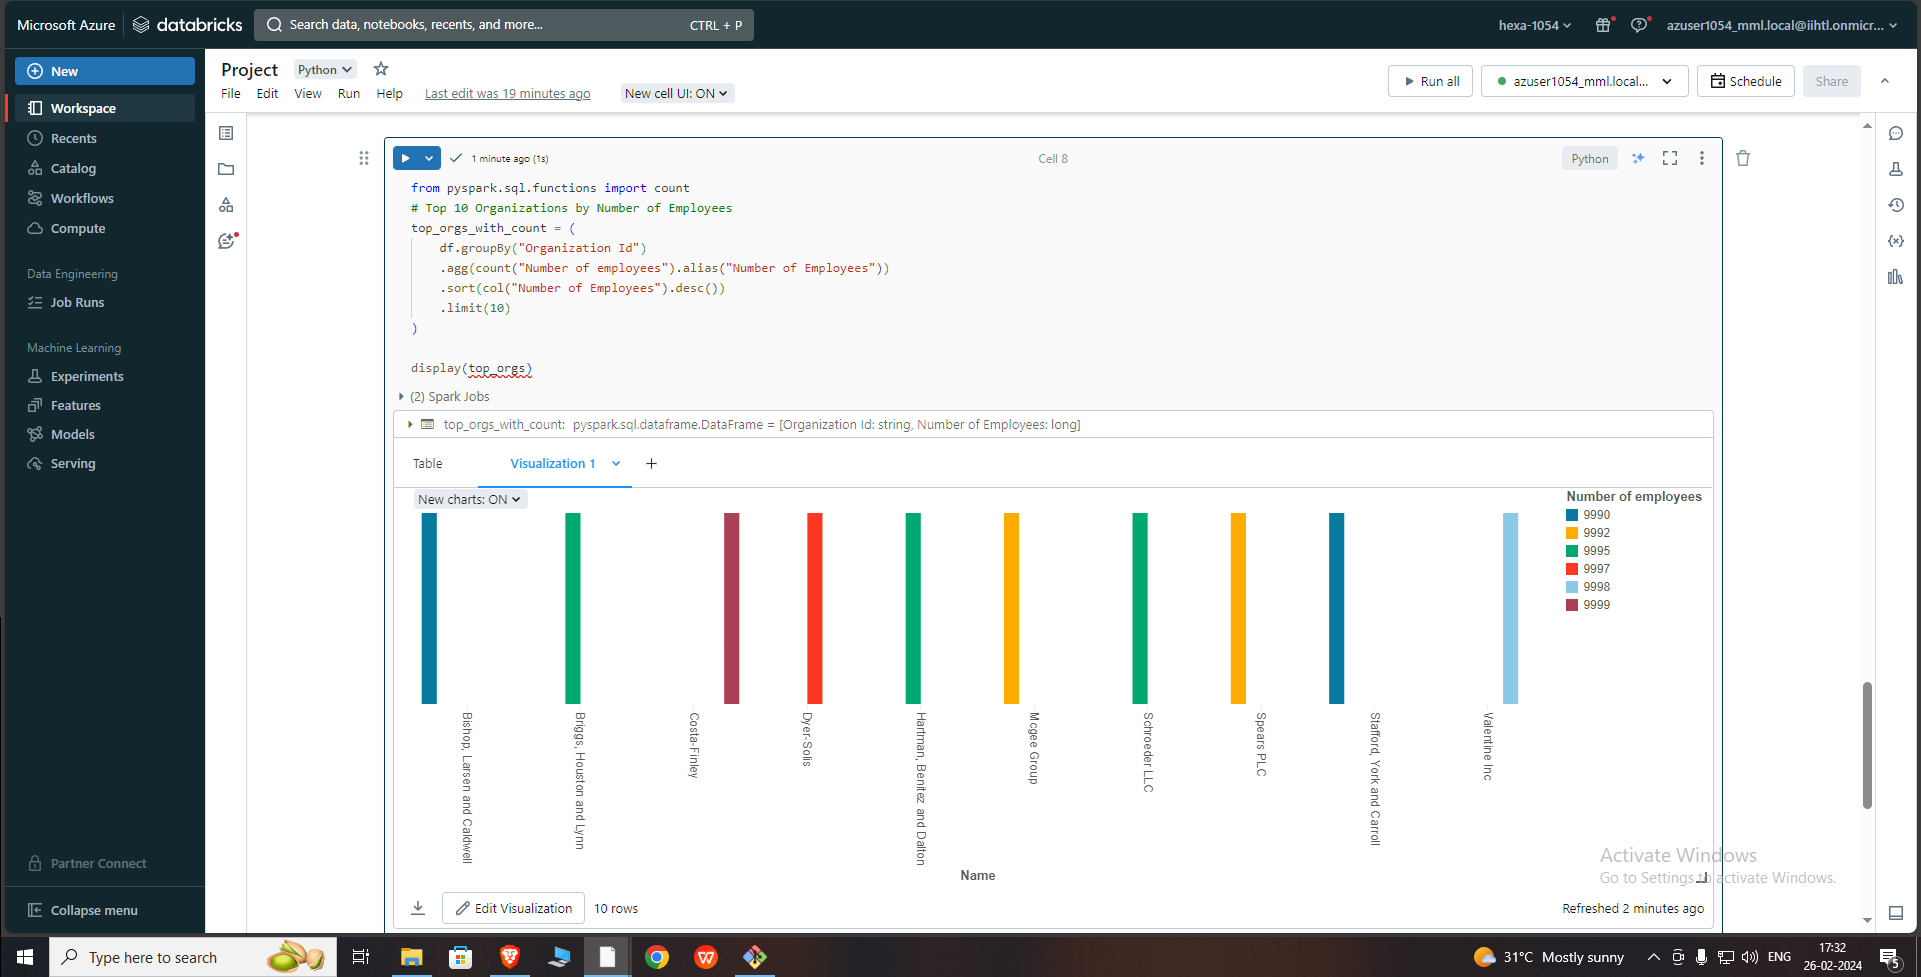 Microsoft Azure
databricks
Search data, notebooks, recents, and more...
CTRL + P
hexa-1054
azuser1054_mml.local@iihtl.onmicr...
New
Workspace
Recents
Catalog
Workflows
Compute
Data Engineering
Job Runs
Machine Learning
Experiments
Features
Models
Serving
Partner Connect
Collapse menu
Project
Python
File
Edit
View
Run
Help
Last edit was 19 minutes ago
New cell UI: ON
Run all
azuser1054_mml.local...
Schedule
Share
1 minute ago (1s)
Cell 8
Python
from pyspark.sql.functions import count
# Top 10 Organizations by Number of Employees
top_orgs_with_count = (
df.groupBy("Organization Id")
.agg(count("Number of employees").alias("Number of Employees"))
.sort(col("Number of Employees").desc())
.limit(10)
)
display(top_orgs)
(2) Spark Jobs
top_orgs_with_count: pyspark.sql.dataframe.DataFrame = [Organization Id: string, Number of Employees: long]
Table
Visualization 1
+
New charts: ON
Number of employees
9990
9992
9995
9997
9998
9999
Bishop, Larsen and Caldwell
Briggs, Houston and Lynn
Costa-Finley
Dyer-Solis
Hartman, Benitez and Dalton
Mcgee Group
Schroeder LLC
Spears PLC
Stafford, York and Carroll
Valentine Inc
Name
Edit Visualization
10 rows
Refreshed 2 minutes ago
Activate Windows
Go to Settings to activate Windows.
Type here to search
31°C Mostly sunny
ENG
17:32
26-02-2024
5